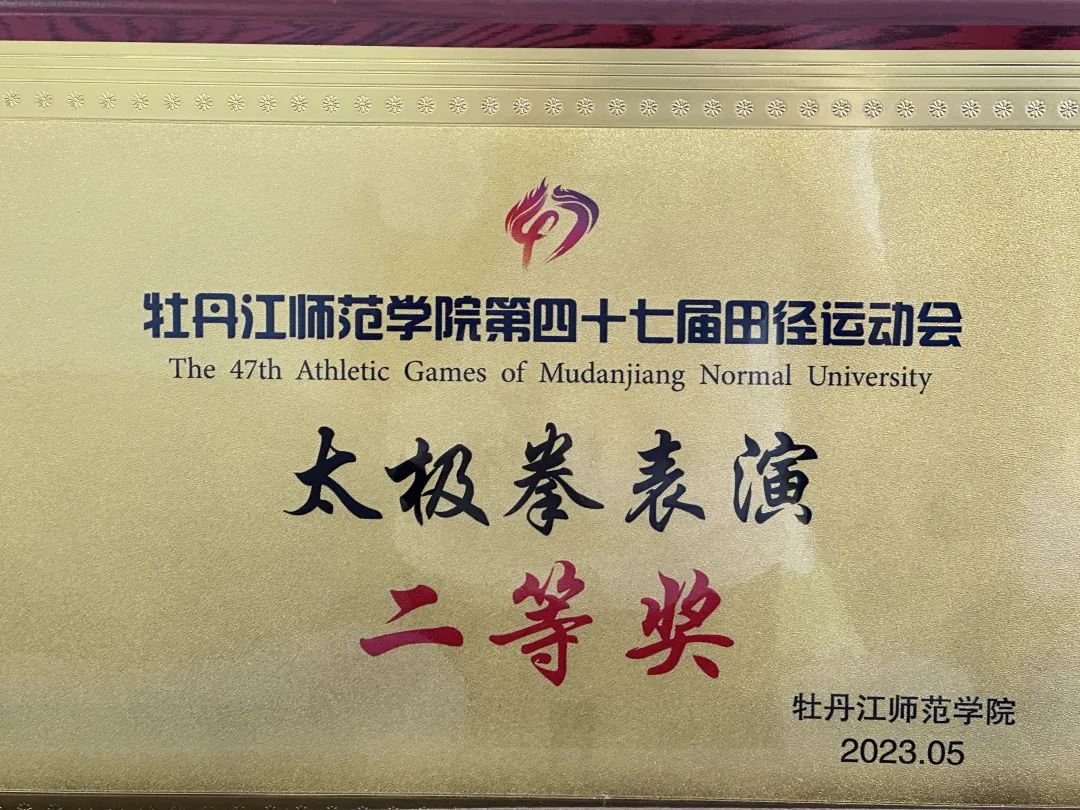 牡丹江师范学院第四十七届田径运动会
The 47th Athletic Games of Mudanjiang Normal University
太极拳表演
二等奖
牡丹江师范学院
2023.05